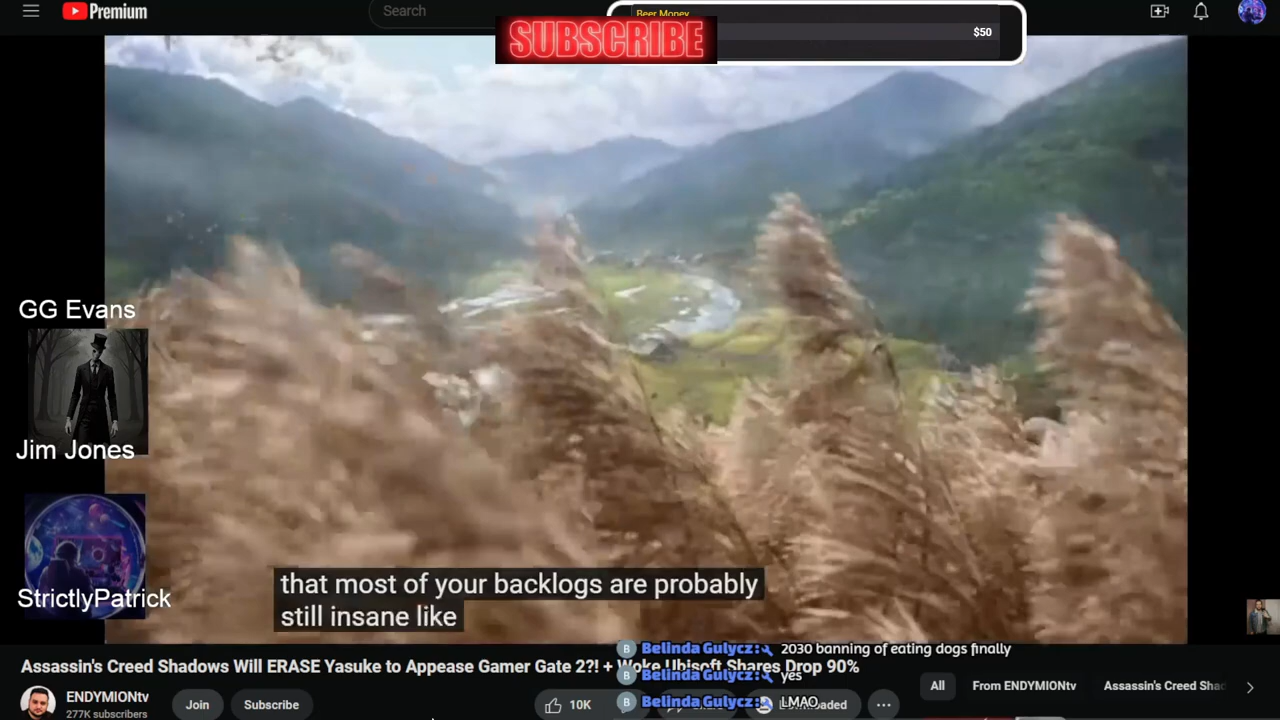 Premium
Search
Beer Money
SUBSCRIBE
$50
GG Evans
Jim Jones
StrictlyPatrick
that most of your backlogs are probably
still insane like
Belinda Gulycz: 2030 banning of eating dogs finally
Assassin's Creed Shadows Will ERASE Yasuke to Appease Gamer Gate 2?! + Woke Ubisoft Shares Drop 90%
Belinda Gulycz: yes
ENDYMIONtv
277K subscribers
Join
Subscribe
10K
Belinda Gulycz: LMAO
All
From ENDYMIONtv
Assassin's Creed Shad